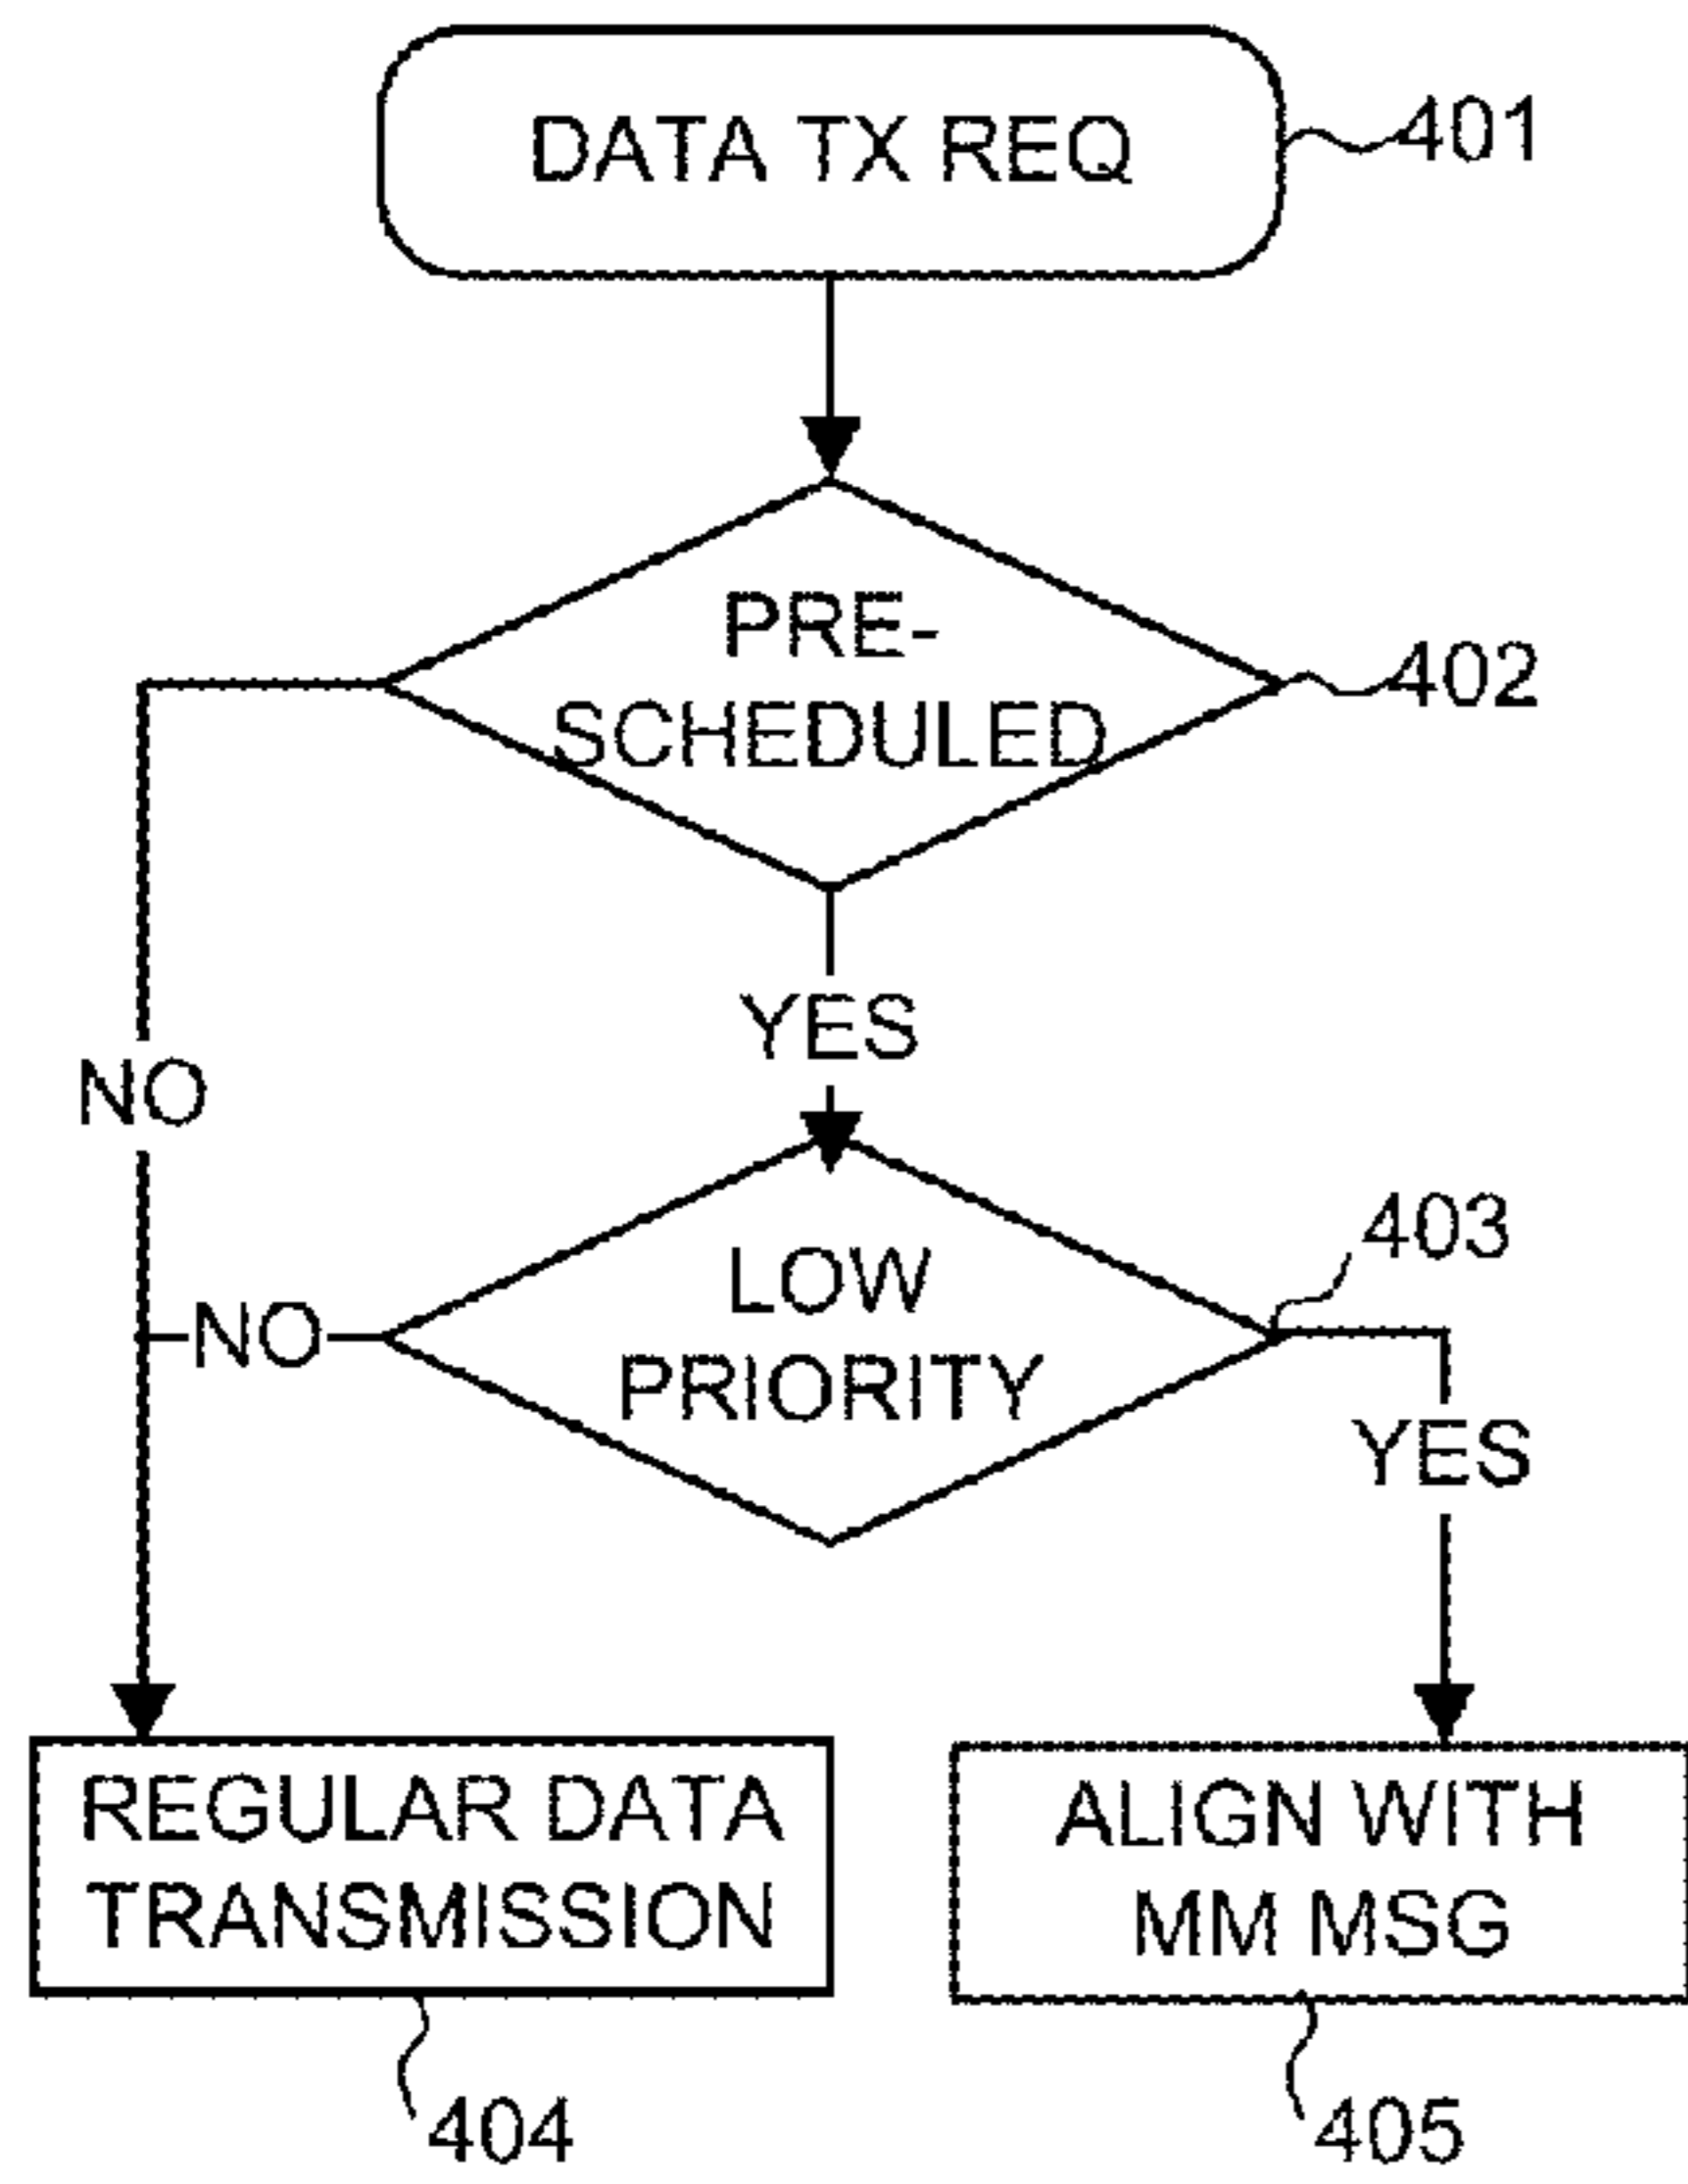 DATA TX REQ
401
PRE-
SCHEDULED
402
YES
NO
LOW
PRIORITY
403
NO
YES
REGULAR DATA
TRANSMISSION
ALIGN WITH
MM MSG
404
405